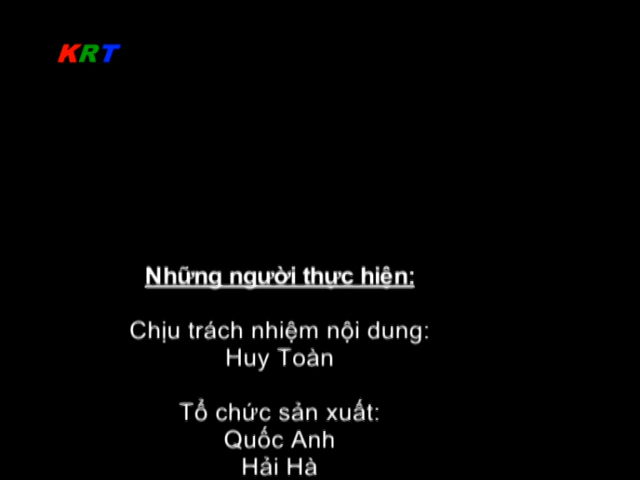 KRT
Những người thực hiện:
Chịu trách nhiệm nội dung:
Huy Toàn
Tổ chức sản xuất:
Quốc Anh
Hải Hà